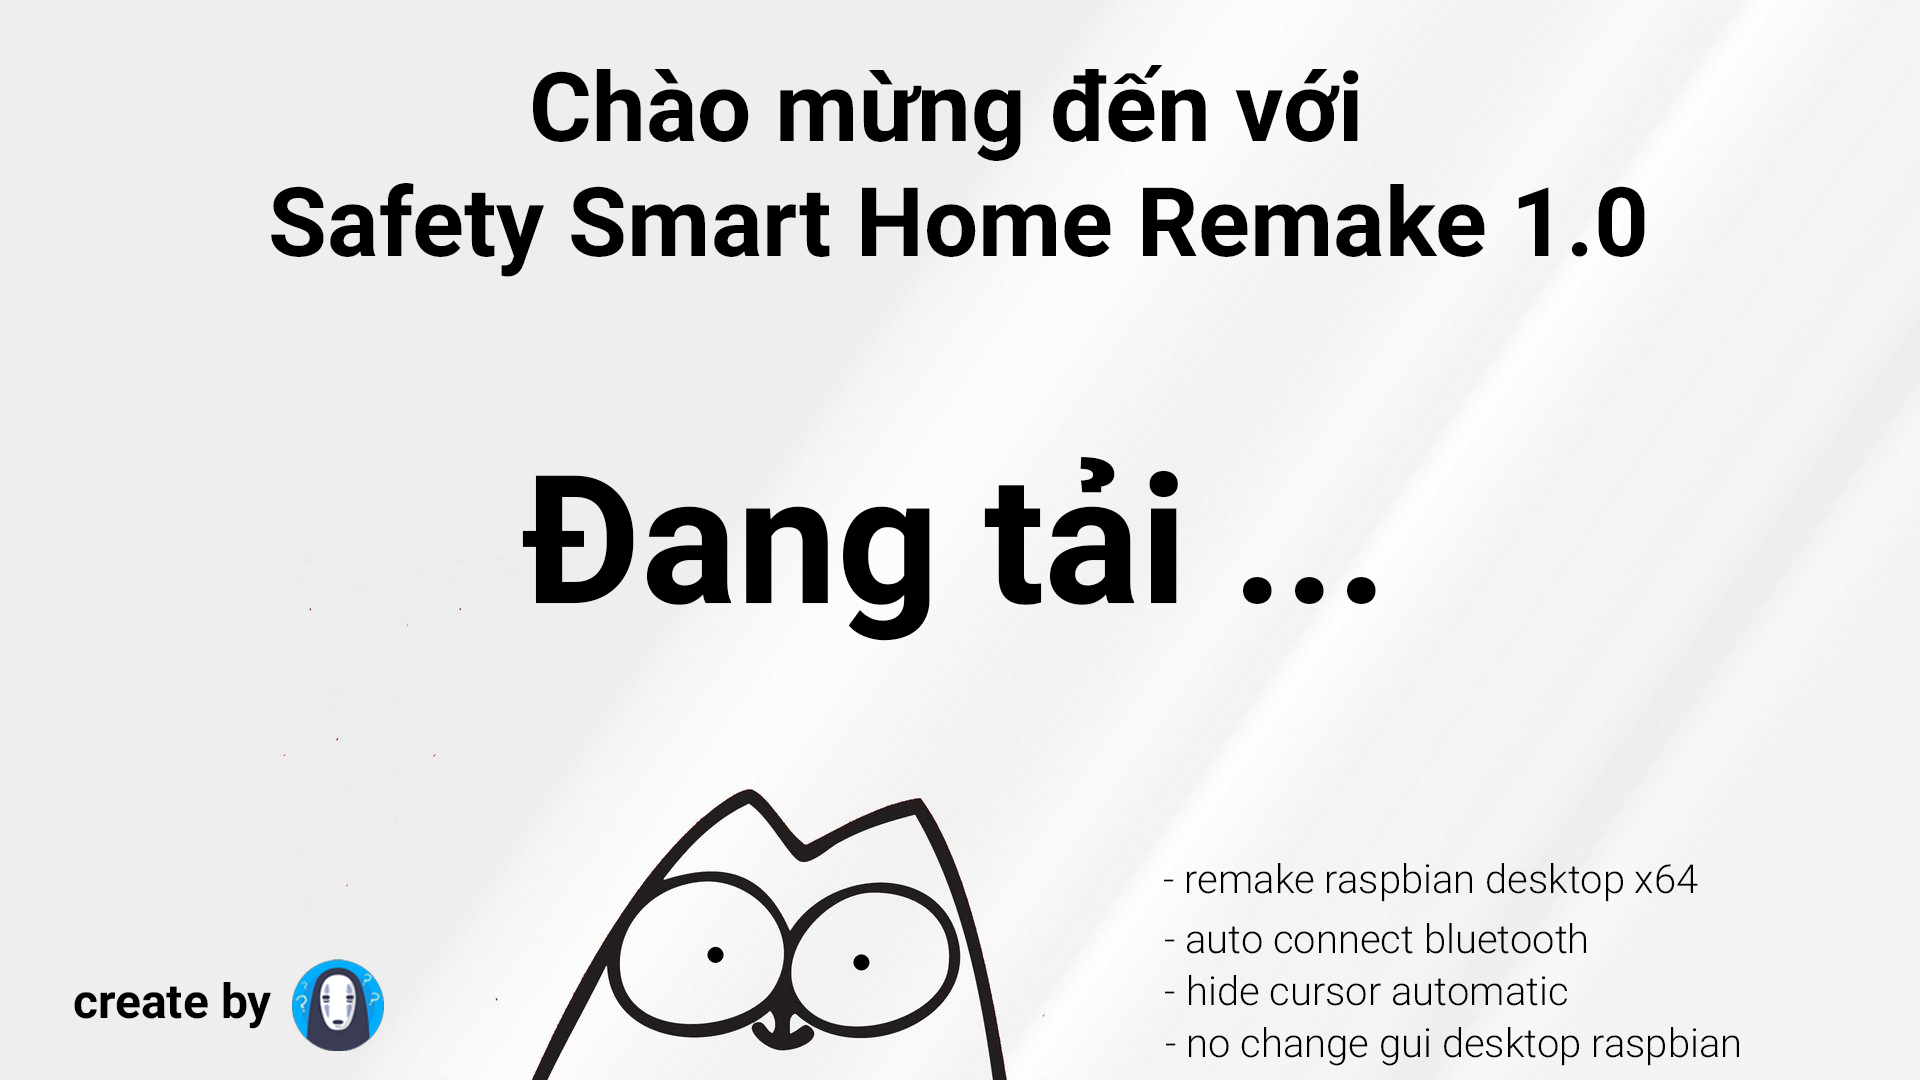 Chào mừng đến với
Safety Smart Home Remake 1.0
Đang tải ...
- remake raspbian desktop x64
- auto connect bluetooth
- hide cursor automatic
- no change gui desktop raspbian
create by